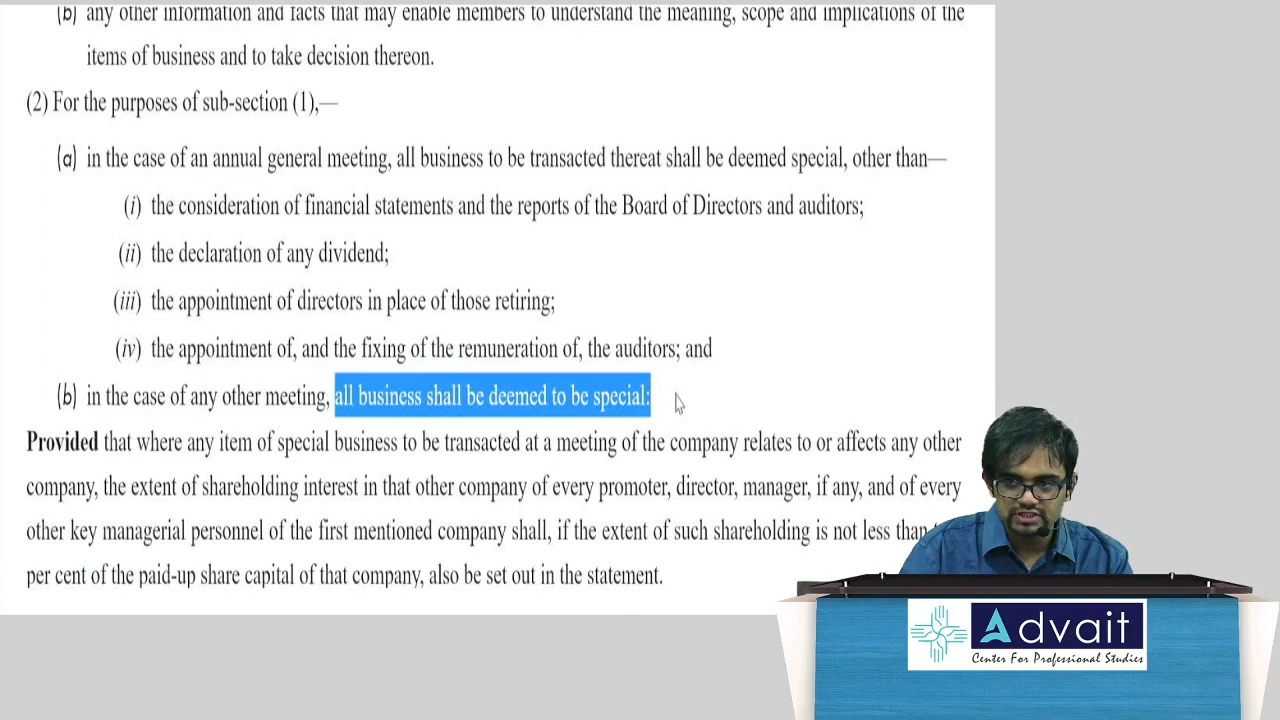 (b) any other information and facts that may enable members to understand the meaning, scope and implications of the
items of business and to take decision thereon.
(2) For the purposes of sub-section (1),—
(a) in the case of an annual general meeting, all business to be transacted thereat shall be deemed special, other than—
(i) the consideration of financial statements and the reports of the Board of Directors and auditors;
(ii) the declaration of any dividend;
(iii) the appointment of directors in place of those retiring;
(iv) the appointment of, and the fixing of the remuneration of, the auditors; and
(b) in the case of any other meeting, all business shall be deemed to be special:
Provided that where any item of special business to be transacted at a meeting of the company relates to or affects any other
company, the extent of shareholding interest in that other company of every promoter, director, manager, if any, and of every
other key managerial personnel of the first mentioned company shall, if the extent of such shareholding is not less than
per cent of the paid-up share capital of that company, also be set out in the statement.
Advait
Center For Professional Studies